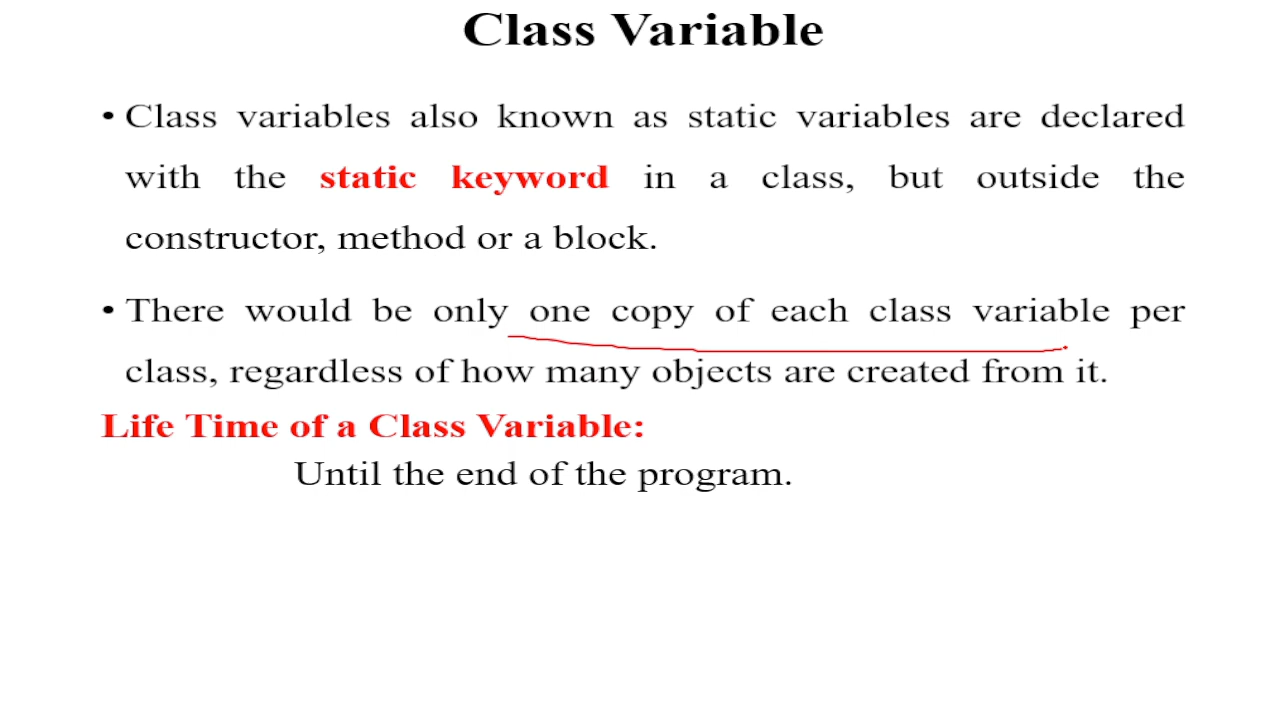 Class Variable
• Class variables also known as static variables are declared
with the static keyword in a class, but outside the
constructor, method or a block.
• There would be only one copy of each class variable per
class, regardless of how many objects are created from it.
Life Time of a Class Variable:
Until the end of the program.